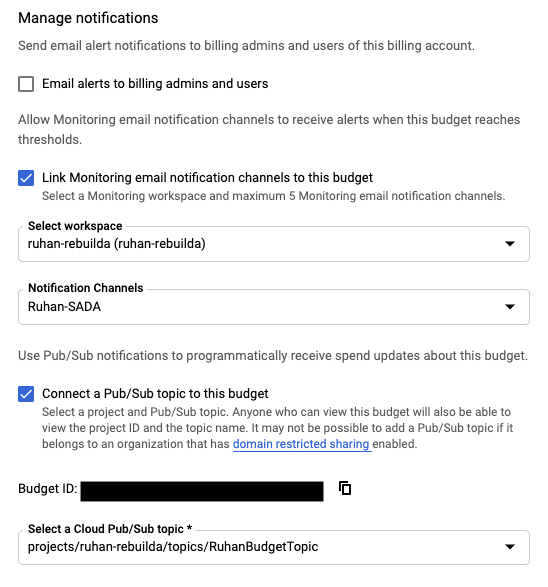 Manage notifications
Send email alert notifications to billing admins and users of this billing account.
Email alerts to billing admins and users
Allow Monitoring email notification channels to receive alerts when this budget reaches
thresholds.
Link Monitoring email notification channels to this budget
Select a Monitoring workspace and maximum 5 Monitoring email notification channels.
Select workspace
ruhan-rebuilda (ruhan-rebuilda)
Notification Channels
Ruhan-SADA
Use Pub/Sub notifications to programmatically receive spend updates about this budget.
Connect a Pub/Sub topic to this budget
Select a project and Pub/Sub topic. Anyone who can view this budget will also be able to
view the project ID and the topic name. It may not be possible to add a Pub/Sub topic if it
belongs to an organization that has domain restricted sharing enabled.
Budget ID:
Select a Cloud Pub/Sub topic *
projects/ruhan-rebuilda/topics/RuhanBudgetTopic